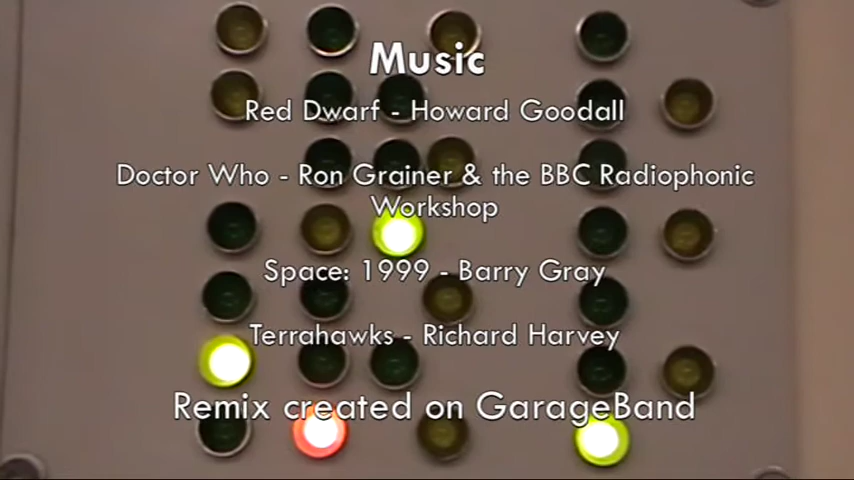 Music
Red Dwarf - Howard Goodall
Doctor Who - Ron Grainer & the BBC Radiophonic
Workshop
Space: 1999 - Barry Gray
Terrahawks - Richard Harvey
Remix created on GarageBand